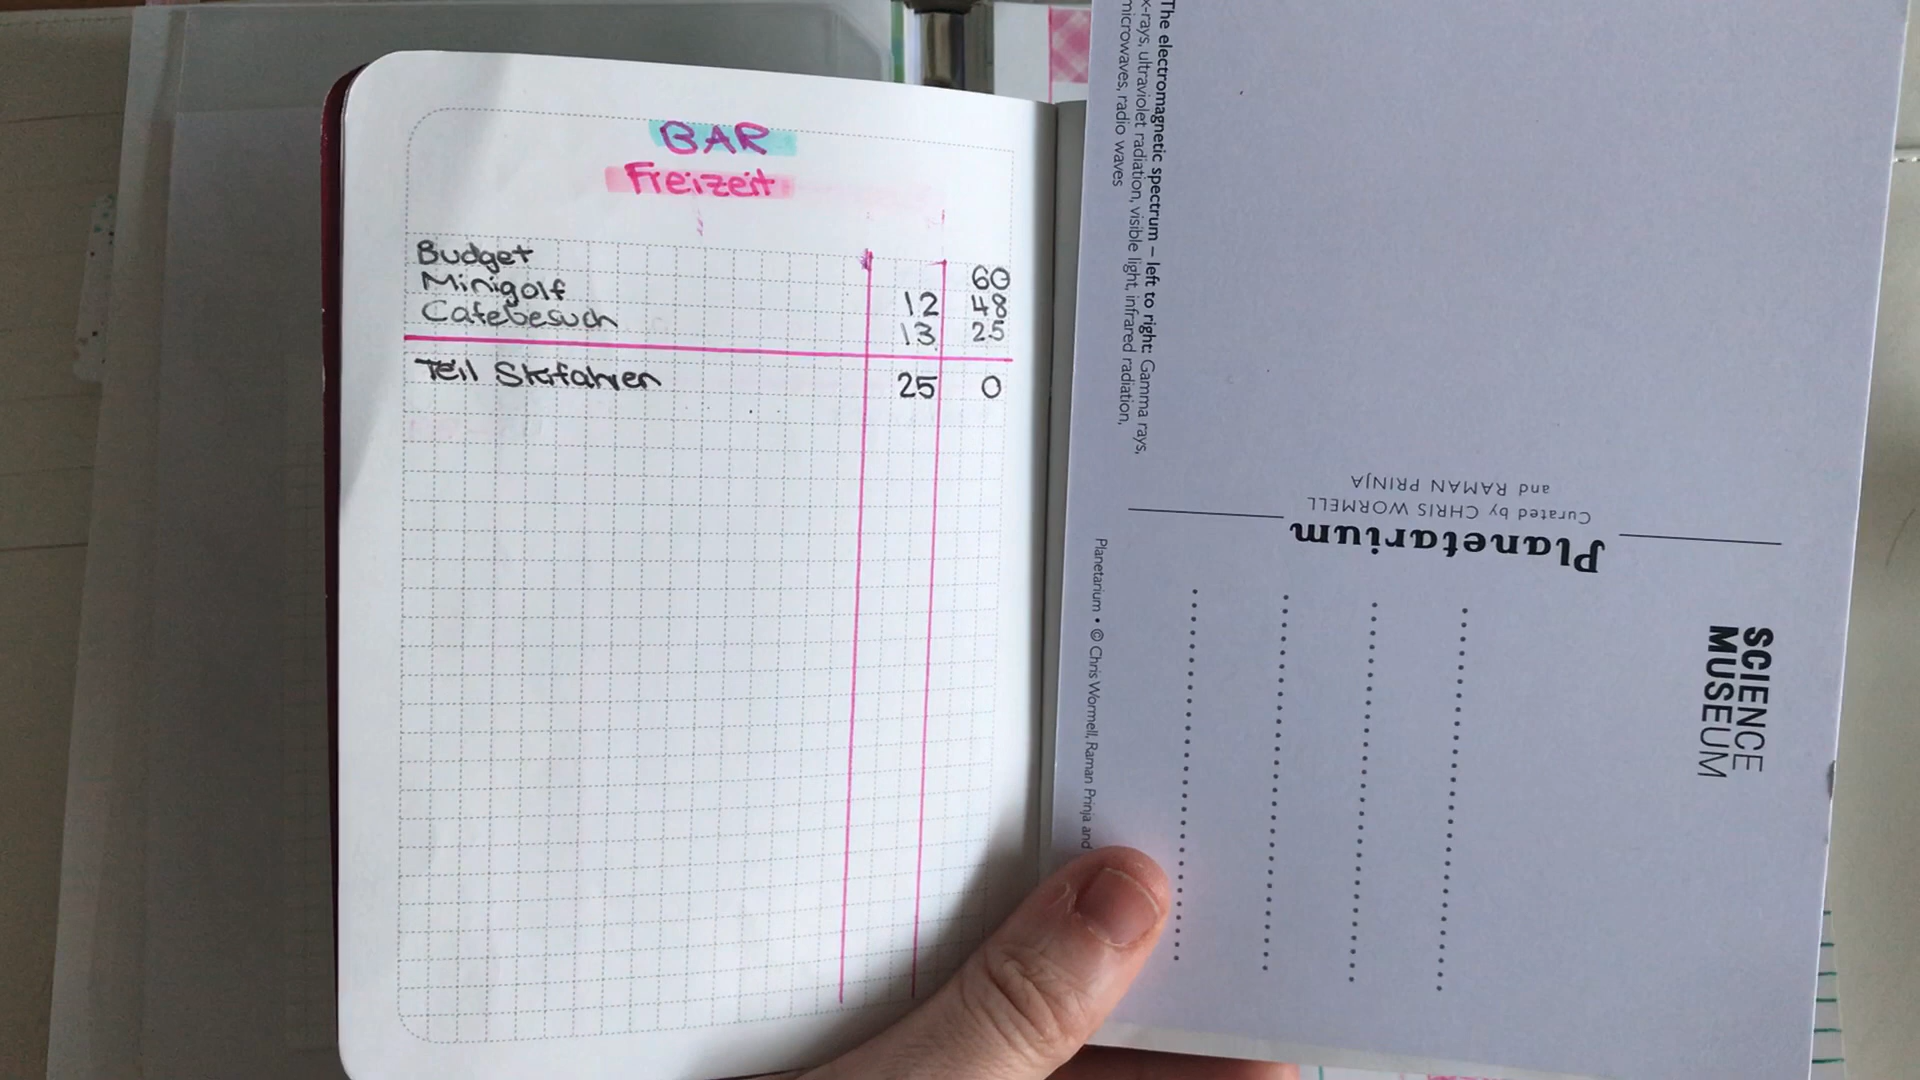 BAR
Freizeit
Budget 60
Minigolf 12 48
Cafebesuch 13 25
Teil Skifahren 25 0
The electromagnetic spectrum – left to right: Gamma rays,
x-rays, ultraviolet radiation, visible light, infrared radiation,
microwaves, radio waves
Planetarium
Curated by CHRIS WORMELL
and RAMAN PRINJA
Planetarium • © Chris Wormell, Raman Prinja and
SCIENCE
MUSEUM